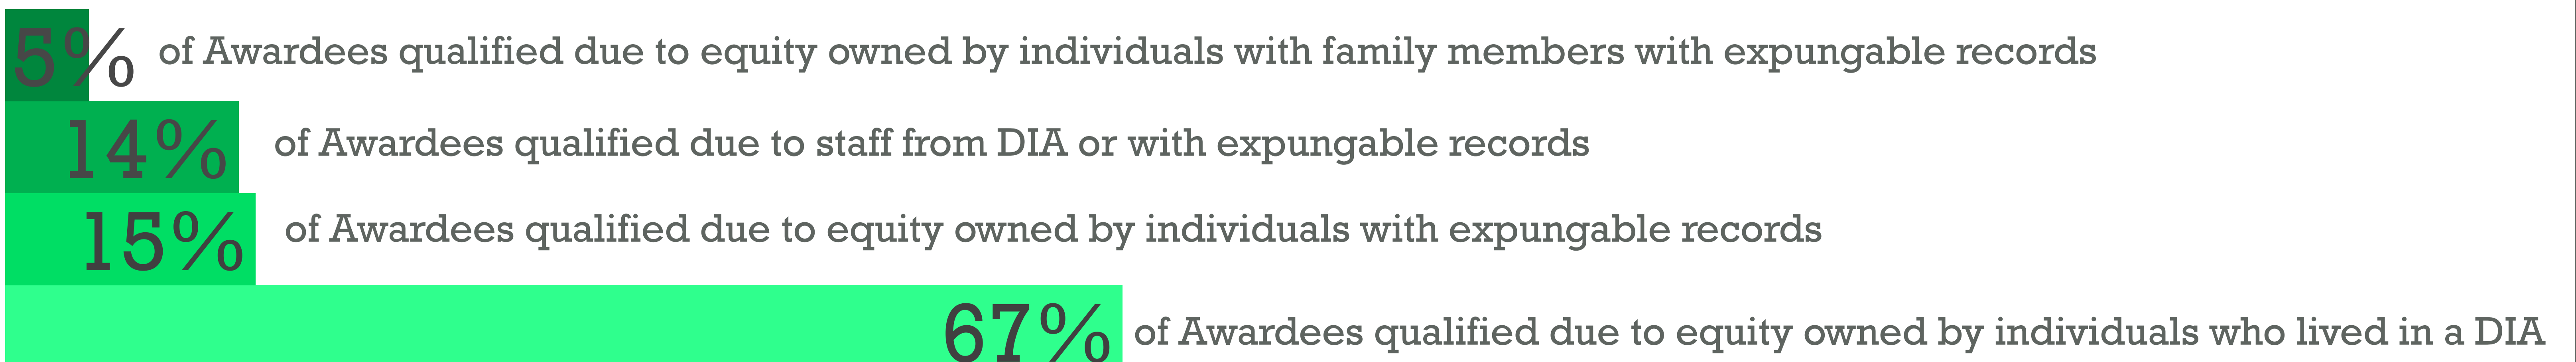 5% of Awardees qualified due to equity owned by individuals with family members with expungable records
14% of Awardees qualified due to staff from DIA or with expungable records
15% of Awardees qualified due to equity owned by individuals with expungable records
67% of Awardees qualified due to equity owned by individuals who lived in a DIA